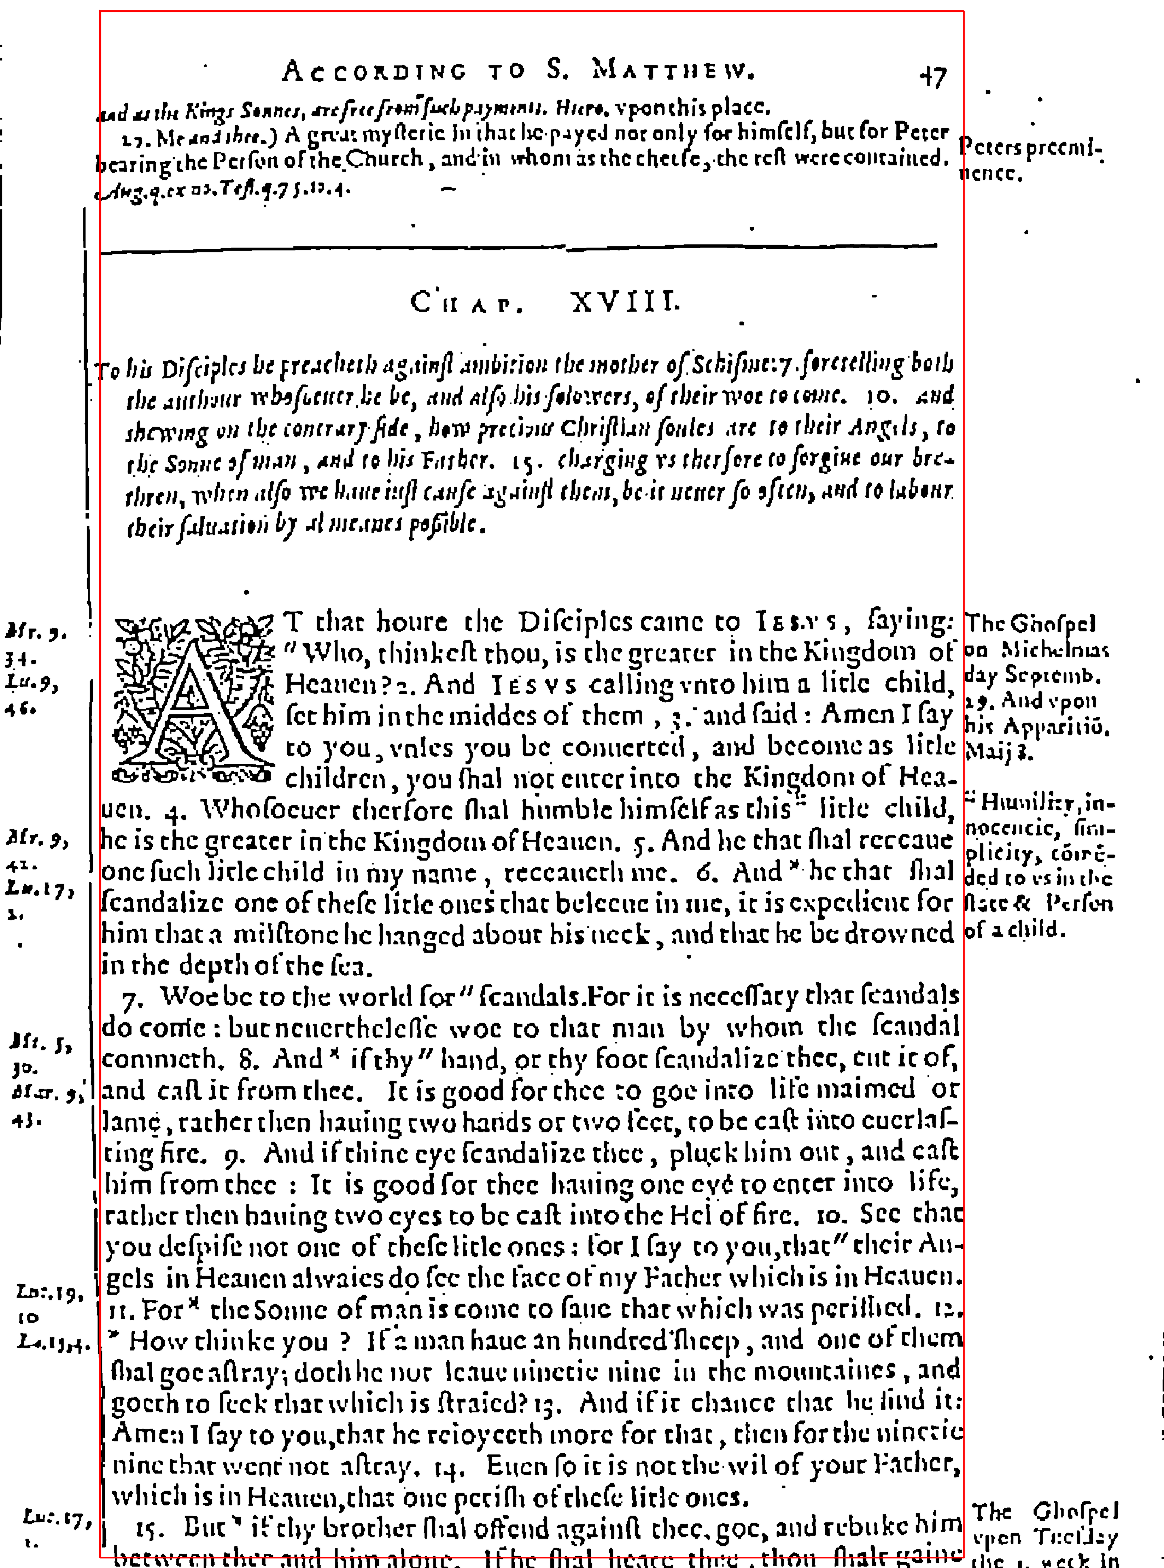 ACCORDING TO S. MATTHEW. 47
and as the Kings Sonnes, are free from such payments. Hiero. vpon this place.
27. Me and thee.) A great mysterie in that he payed not only for himself, but for Peter
bearing the Person of the Church, and in whom as the cheefe, the rest were contained.
Aug. q. ex no. Test. q. 75. to. 4.
Peters preemi-
nence.
CHAP. XVIII.
To his Disciples he preacheth against ambition the mother of Schisme: 7. foretelling both
the authour whosoeuer he be, and also his folowers, of their woe to come. 10. and
shewing on the contrary side, how precious Christian soules are to their Angels, to
the Sonne of man, and to his Father. 15. charging vs therfore to forgiue our bre-
thren, when also we haue iust cause against them, be it neuer so often, and to labour
their saluation by al meanes possible.
Mr. 9,
34.
Lu. 9,
46.
AT that houre the Disciples came to IESVS, saying:
" Who, thinkest thou, is the greater in the Kingdom of
Heauen? 2. And IESVS calling vnto him a litle child,
set him in the middes of them, 3. and said: Amen I say
to you, vnles you be conuerted, and become as litle
children, you shal not enter into the Kingdom of Hea-
uen. 4. Whosoeuer therfore shal humble himself as this :: litle child,
he is the greater in the Kingdom of Heauen. 5. And he that shal receaue
one such litle child in my name, receaueth me. 6. And * he that shal
scandalize one of these litle ones that beleeue in me, it is expedient for
him that a milstone be hanged about his neck, and that he be drowned
in the depth of the sea.
The Ghospel
on Michelmas
day Septemb.
29. And vpon
his Apparitiō.
Maij 8.
:: Humility, in-
nocencie, sim-
plicity, cōmē-
ded to vs in the
state & Person
of a child.
Mr. 9,
42.
Lu. 17,
2.
7. Woe be to the world for " scandals. For it is necessary that scandals
do come: but neuerthelesse woe to that man by whom the scandal
commeth. 8. And * if thy " hand, or thy foot scandalize thee, cut it of,
and cast it from thee. It is good for thee to goe into life maimed or
lame, rather then hauing two hands or two feet, to be cast into euerlas-
ting fire. 9. And if thine eye scandalize thee, pluck him out, and cast
him from thee: It is good for thee hauing one eye to enter into life,
rather then hauing two eyes to be cast into the Hel of fire. 10. See that
you despise not one of these litle ones: for I say to you, that " their An-
gels in Heauen alwaies do see the face of my Father which is in Heauen.
11. For * the Sonne of man is come to saue that which was perished. 12.
* How thinke you? If a man haue an hundred sheep, and one of them
shal goe astray; doth he not leaue ninetie nine in the mountaines, and
goeth to seek that which is straied? 13. And if it chance that he find it:
Amen I say to you, that he reioyceth more for that, then for the ninetie
nine that went not astray. 14. Euen so it is not the wil of your Father,
which is in Heauen, that one perish of these litle ones.
15. But * if thy brother shal offend against thee, goe, and rebuke him
between thee and him alone. If he shal heare thee, thou shalt gaine
Mt. 5,
30.
Mar. 9,
43.
Luc. 19,
10
Lu. 15, 4.
Luc. 17,
The Ghospel
vpon Tuesday
the 3. week in